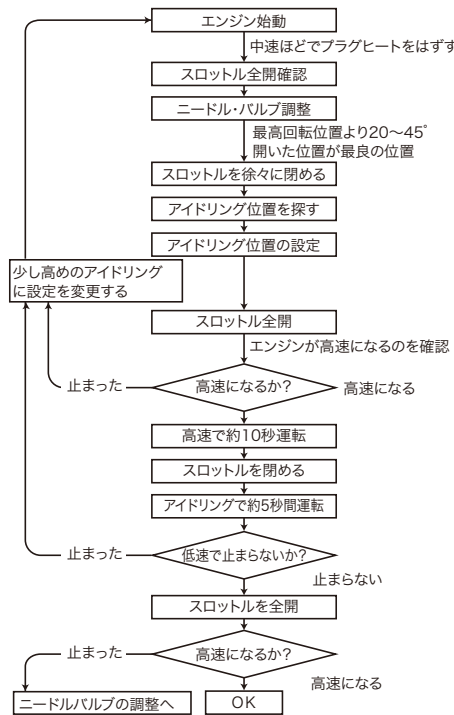 エンジン始動
中速ほどでプラグヒートをはずす
スロットル全開確認
ニードル・バルブ調整
最高回転位置より20〜45°
開いた位置が最良の位置
スロットルを徐々に閉める
アイドリング位置を探す
アイドリング位置の設定
少し高めのアイドリング
に設定を変更する
スロットル全開
エンジンが高速になるのを確認
止まった
高速になるか?
高速になる
高速で約10秒運転
スロットルを閉める
アイドリングで約5秒間運転
止まった
低速で止まらないか?
止まらない
スロットルを全開
止まった
高速になるか?
高速になる
ニードルバルブの調整へ
OK